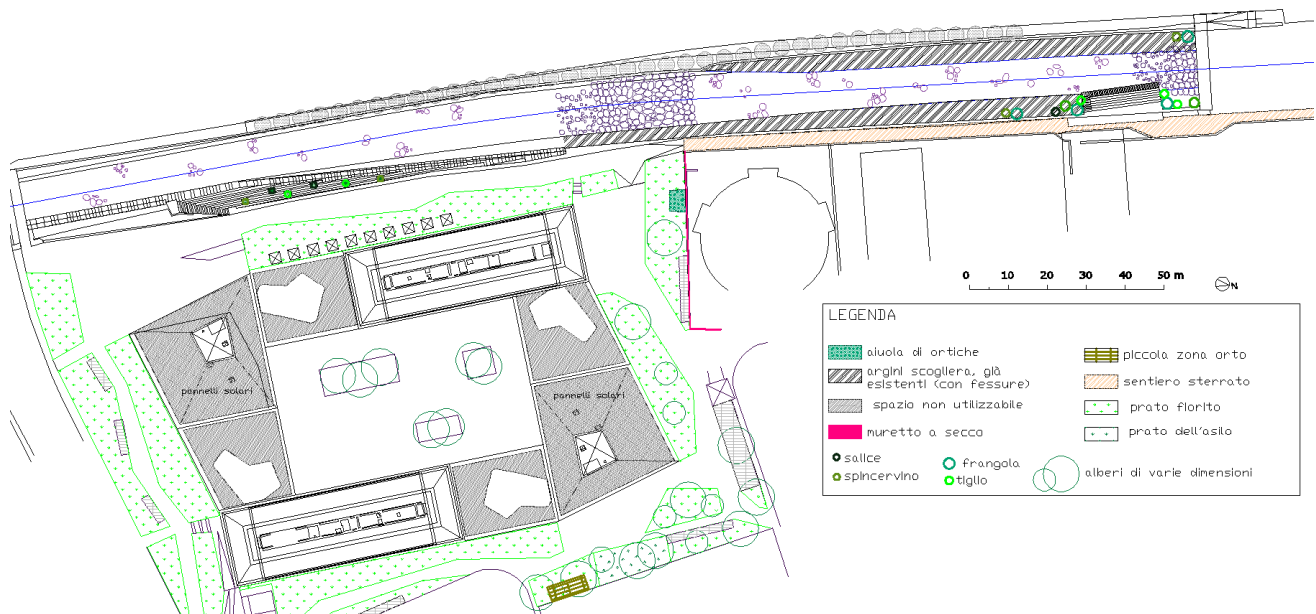 pannelli solari
pannelli solari
0 10 20 30 40 50 m
N
LEGENDA
aiuola di ortiche
argini scogliera, già
esistenti (con fessure)
spazio non utilizzabile
muretto a secco
salice
spincervino
frangola
tiglio
piccola zona orto
sentiero sterrato
prato fiorito
prato dell'asilo
alberi di varie dimensioni